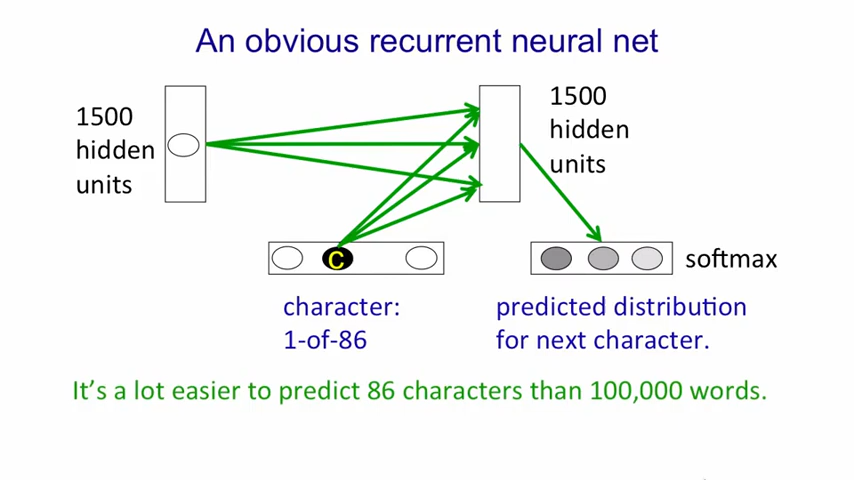 An obvious recurrent neural net
1500
hidden
units
1500
hidden
units
c
softmax
character:
1-of-86
predicted distribution
for next character.
It's a lot easier to predict 86 characters than 100,000 words.